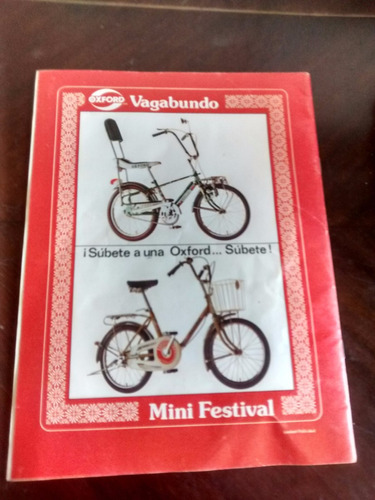 OXFORD Vagabundo
¡Súbete a una Oxford... Súbete!
Mini Festival